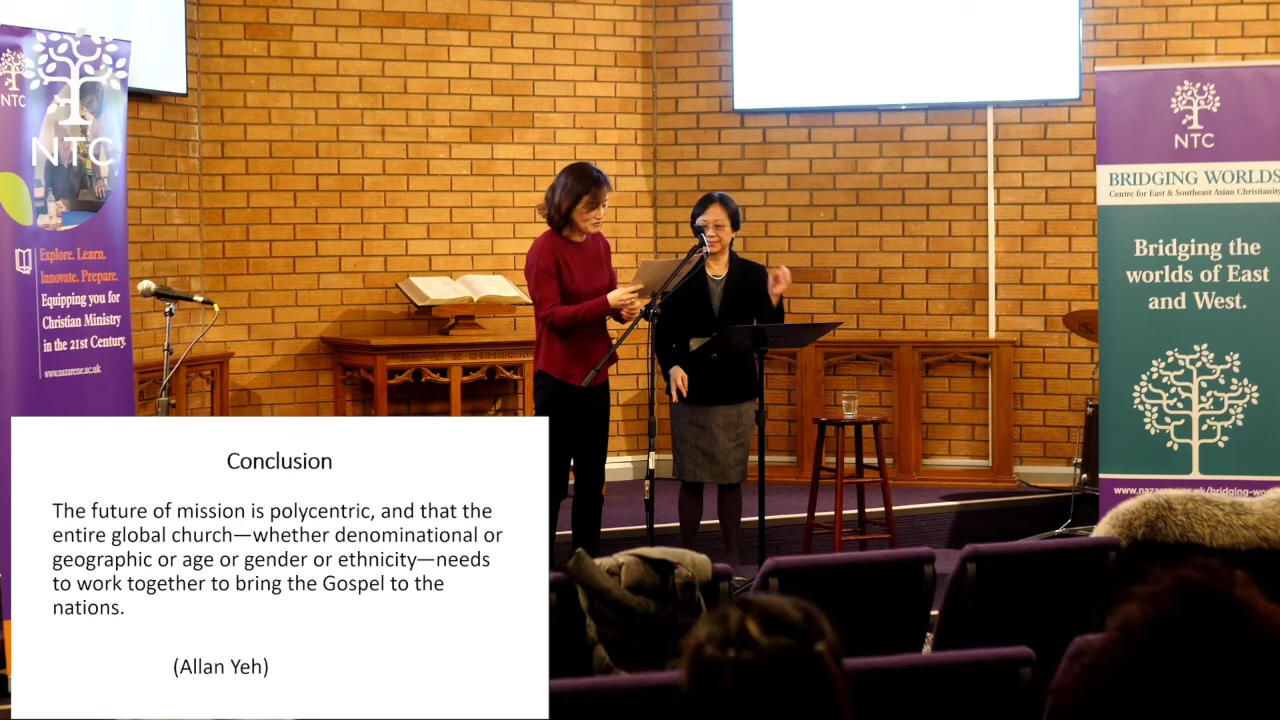 NTC
NTC
Explore. Learn.
Innovate. Prepare.
Equipping you for
Christian Ministry
in the 21st Century.
www.nazarene.ac.uk
Conclusion
The future of mission is polycentric, and that the
entire global church—whether denominational or
geographic or age or gender or ethnicity—needs
to work together to bring the Gospel to the
nations.
(Allan Yeh)
NTC
BRIDGING WORLDS
Centre for East & Southeast Asian Christianity
Bridging the
worlds of East
and West.